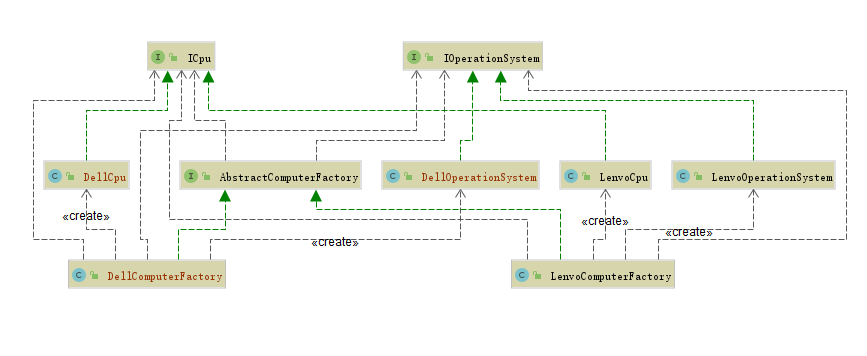 I ICpu
I IOperationSystem
C DellCpu
I AbstractComputerFactory
C DellOperationSystem
C LenvoCpu
C LenvoOperationSystem
«create»
«create»
«create»
«create»
C DellComputerFactory
C LenvoComputerFactory